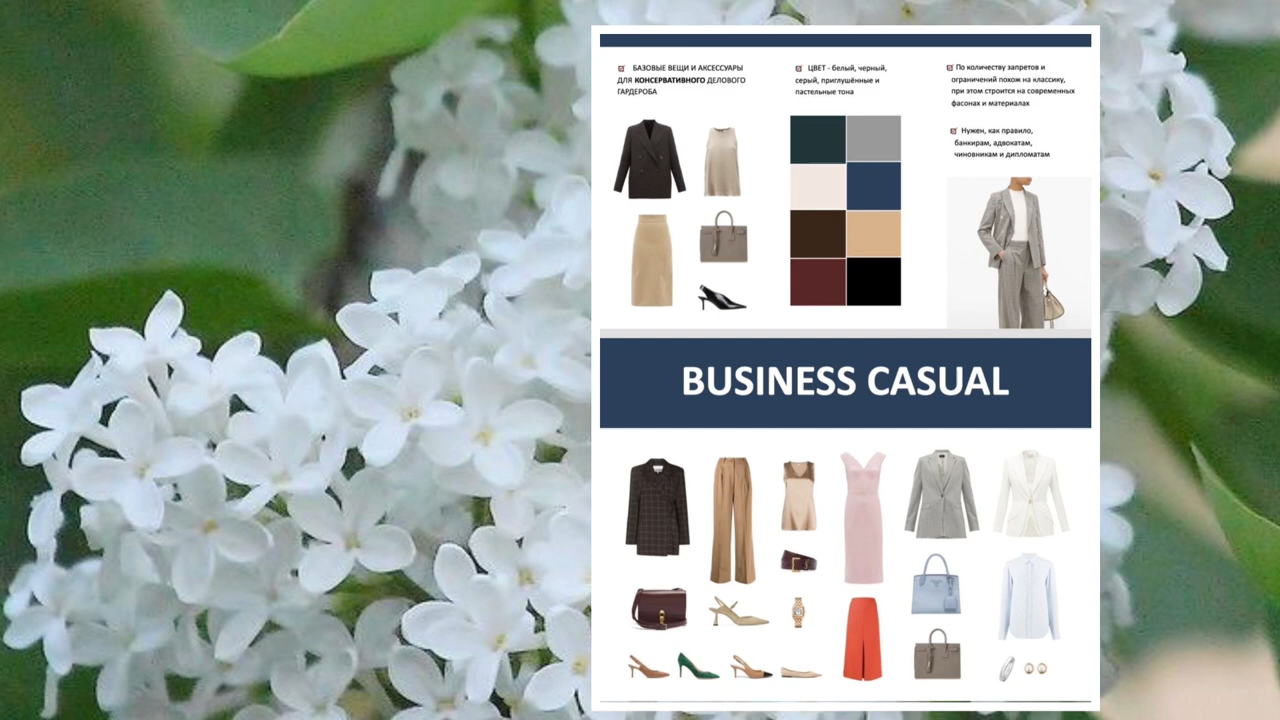 БАЗОВЫЕ ВЕЩИ И АКСЕССУАРЫ
ДЛЯ КОНСЕРВАТИВНОГО ДЕЛОВОГО
ГАРДЕРОБА
ЦВЕТ - белый, черный,
серый, приглушённые и
пастельные тона
По количеству запретов и
ограничений похож на классику,
при этом строится на современных
фасонах и материалах
Нужен, как правило,
банкирам, адвокатам,
чиновникам и дипломатам
BUSINESS CASUAL